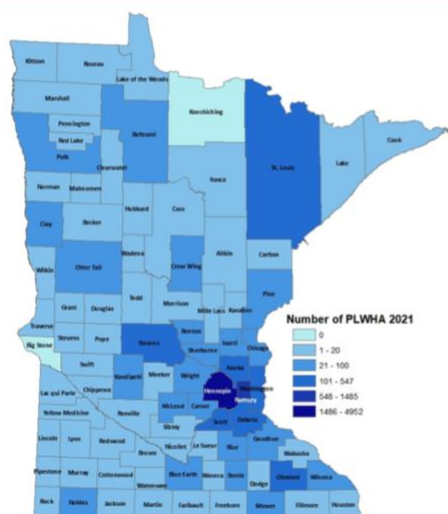 Kittson
Roseau
Lake of the Woods
Marshall
Koochiching
Pennington
Red Lake
Beltrami
Polk
Clearwater
St. Louis
Lake
Cook
Itasca
Norman
Mahnomen
Hubbard
Cass
Clay
Becker
Wadena
Aitkin
Carlton
Crow Wing
Wilkin
Otter Tail
Pine
Todd
Morrison
Mille Lacs
Kanabec
Grant
Douglas
Traverse
Stevens
Pope
Stearns
Benton
Isanti
Chisago
Big Stone
Sherburne
Swift
Anoka
Kandiyohi
Meeker
Wright
Hennepin
Washington
Ramsey
Lac qui Parle
Chippewa
McLeod
Carver
Scott
Dakota
Yellow Medicine
Renville
Sibley
Goodhue
Lincoln
Lyon
Redwood
Nicollet
Le Sueur
Rice
Wabasha
Brown
Pipestone
Murray
Cottonwood
Watonwan
Blue Earth
Waseca
Steele
Dodge
Olmsted
Winona
Rock
Nobles
Jackson
Martin
Faribault
Freeborn
Mower
Fillmore
Houston
Number of PLWHA 2021
0
1 - 20
21 - 100
101 - 547
548 - 1485
1486 - 4952